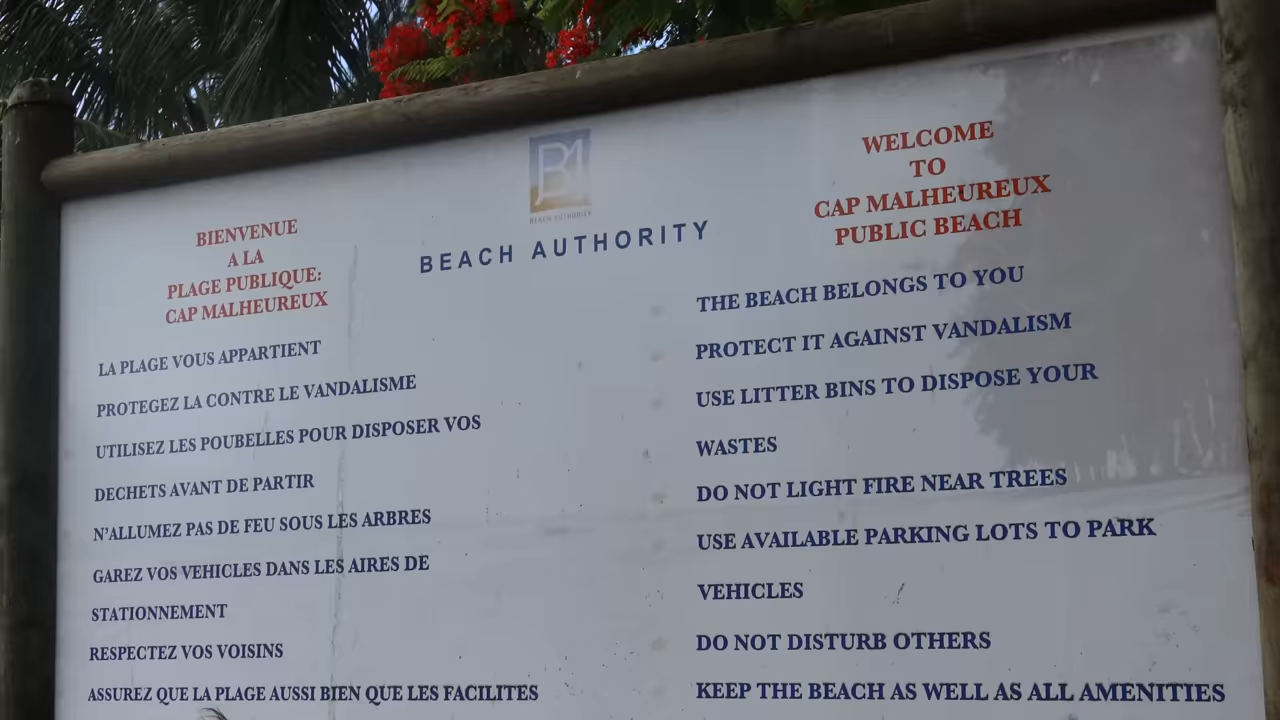 BEACH AUTHORITY
BEACH AUTHORITY
BIENVENUE
A LA
PLAGE PUBLIQUE:
CAP MALHEUREUX
LA PLAGE VOUS APPARTIENT
PROTEGEZ LA CONTRE LE VANDALISME
UTILISEZ LES POUBELLES POUR DISPOSER VOS
DECHETS AVANT DE PARTIR
N'ALLUMEZ PAS DE FEU SOUS LES ARBRES
GAREZ VOS VEHICLES DANS LES AIRES DE
STATIONNEMENT
RESPECTEZ VOS VOISINS
ASSUREZ QUE LA PLAGE AUSSI BIEN QUE LES FACILITES
WELCOME
TO
CAP MALHEUREUX
PUBLIC BEACH
THE BEACH BELONGS TO YOU
PROTECT IT AGAINST VANDALISM
USE LITTER BINS TO DISPOSE YOUR
WASTES
DO NOT LIGHT FIRE NEAR TREES
USE AVAILABLE PARKING LOTS TO PARK
VEHICLES
DO NOT DISTURB OTHERS
KEEP THE BEACH AS WELL AS ALL AMENITIES